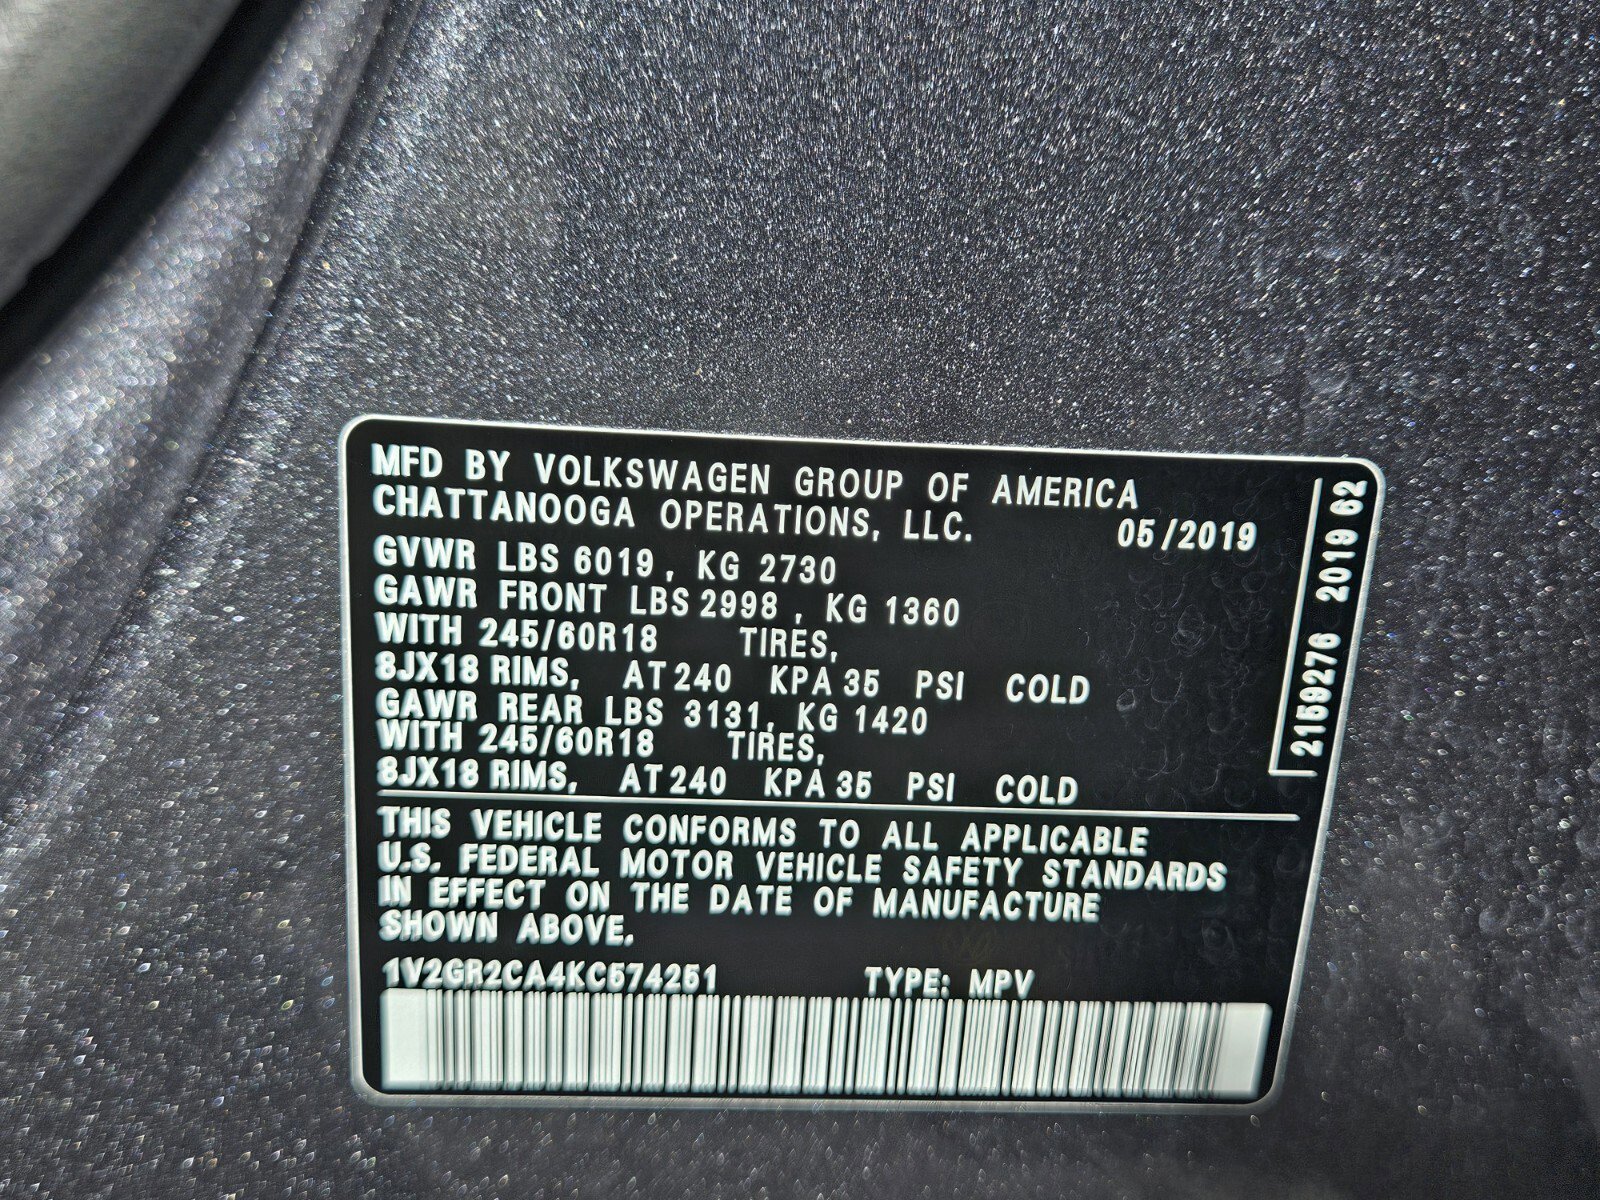 MFD BY VOLKSWAGEN GROUP OF AMERICA
CHATTANOOGA OPERATIONS, LLC. 05/2019
GVWR LBS 6019, KG 2730
GAWR FRONT LBS 2998, KG 1360
WITH 245/60R18 TIRES,
8JX18 RIMS, AT 240 KPA 35 PSI COLD
GAWR REAR LBS 3131, KG 1420
WITH 245/60R18 TIRES,
8JX18 RIMS, AT 240 KPA 35 PSI COLD
THIS VEHICLE CONFORMS TO ALL APPLICABLE
U.S. FEDERAL MOTOR VEHICLE SAFETY STANDARDS
IN EFFECT ON THE DATE OF MANUFACTURE
SHOWN ABOVE.
1V2GR2CA4KC574251 TYPE: MPV
2159276 2019 62